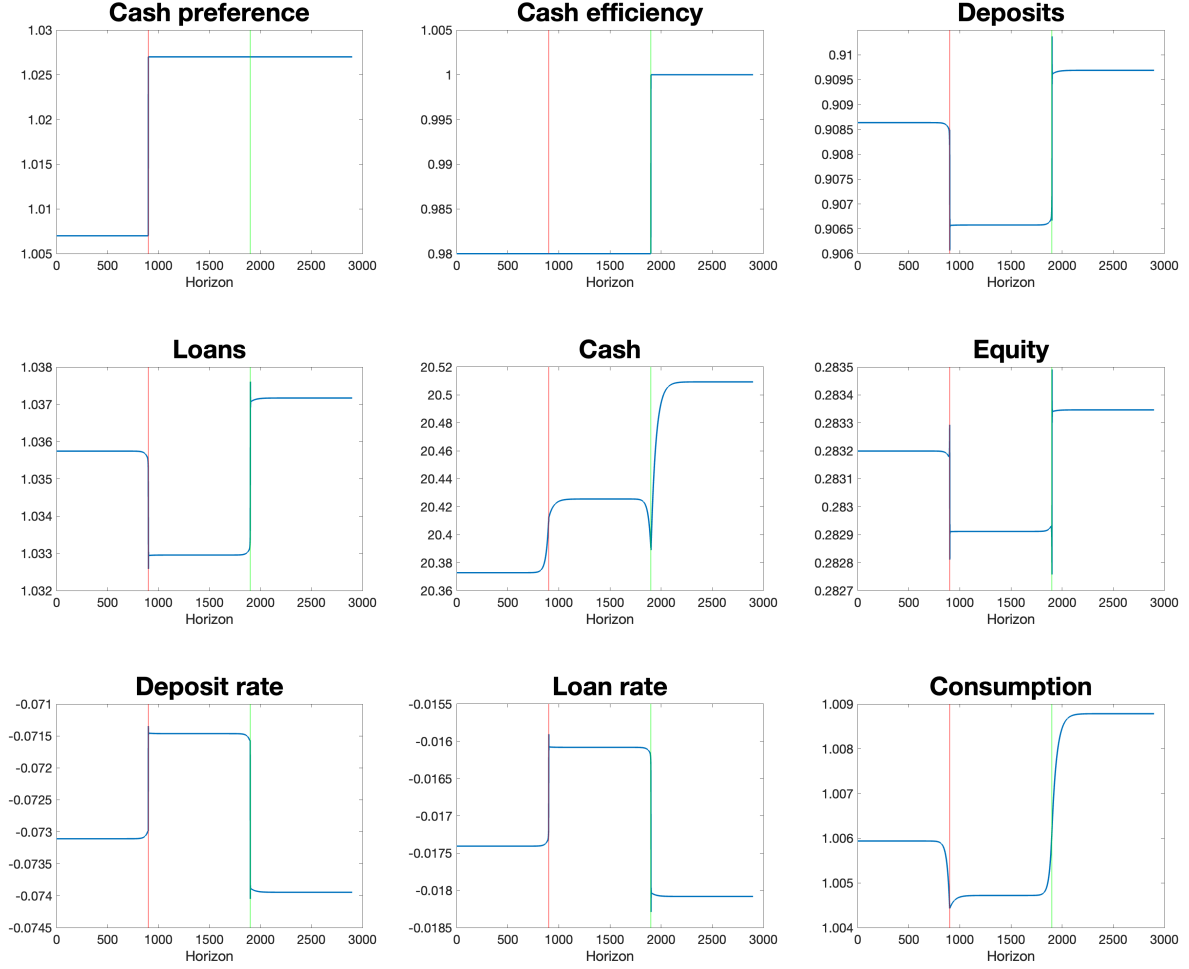 Cash preference
1.03
1.025
1.02
1.015
1.01
1.005
0 500 1000 1500 2000 2500 3000
Horizon
Cash efficiency
1.005
1
0.995
0.99
0.985
0.98
0 500 1000 1500 2000 2500 3000
Horizon
Deposits
0.91
0.9095
0.909
0.9085
0.908
0.9075
0.907
0.9065
0.906
0 500 1000 1500 2000 2500 3000
Horizon
Loans
1.038
1.037
1.036
1.035
1.034
1.033
1.032
0 500 1000 1500 2000 2500 3000
Horizon
Cash
20.52
20.5
20.48
20.46
20.44
20.42
20.4
20.38
20.36
0 500 1000 1500 2000 2500 3000
Horizon
Equity
0.2835
0.2834
0.2833
0.2832
0.2831
0.283
0.2829
0.2828
0.2827
0 500 1000 1500 2000 2500 3000
Horizon
Deposit rate
-0.071
-0.0715
-0.072
-0.0725
-0.073
-0.0735
-0.074
-0.0745
0 500 1000 1500 2000 2500 3000
Horizon
Loan rate
-0.0155
-0.016
-0.0165
-0.017
-0.0175
-0.018
-0.0185
0 500 1000 1500 2000 2500 3000
Horizon
Consumption
1.009
1.008
1.007
1.006
1.005
1.004
0 500 1000 1500 2000 2500 3000
Horizon